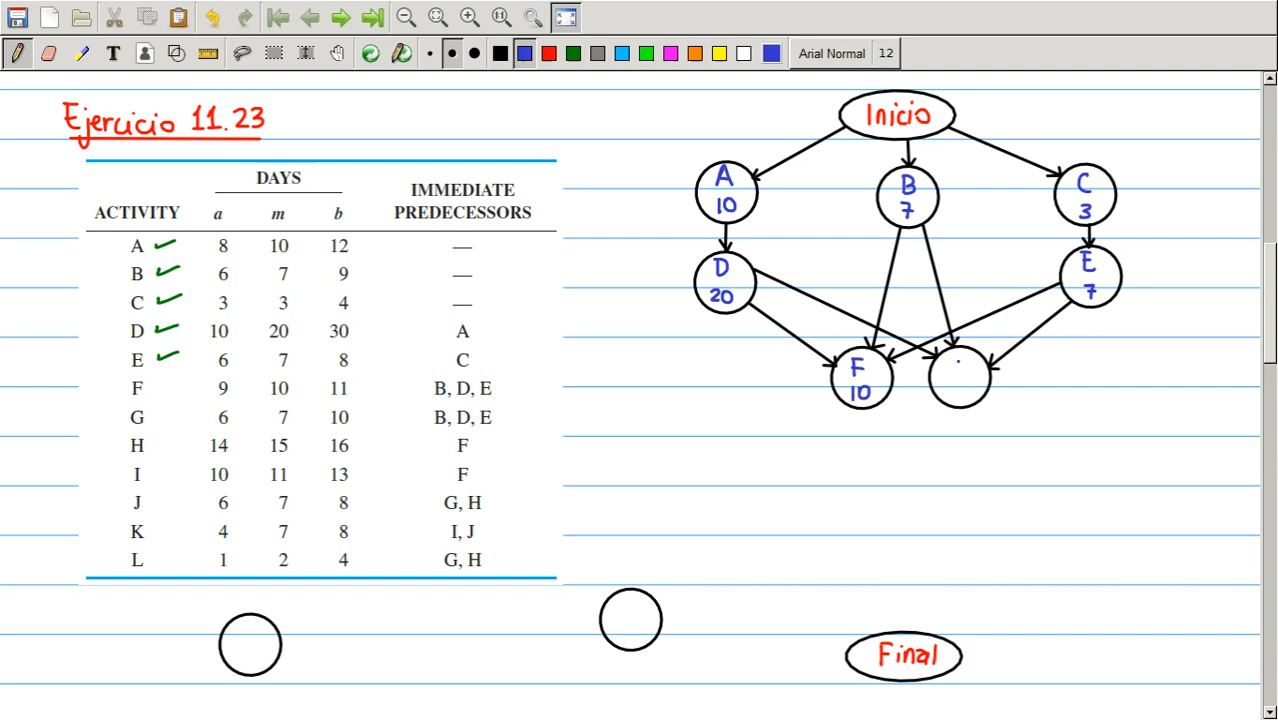 Arial Normal 12
Ejercicio 11.23
DAYS
IMMEDIATE
ACTIVITY a m b PREDECESSORS
A 8 10 12 —
B 6 7 9 —
C 3 3 4 —
D 10 20 30 A
E 6 7 8 C
F 9 10 11 B, D, E
G 6 7 10 B, D, E
H 14 15 16 F
I 10 11 13 F
J 6 7 8 G, H
K 4 7 8 I, J
L 1 2 4 G, H
Inicio
A
10
B
7
C
3
D
20
E
7
F
10
Final